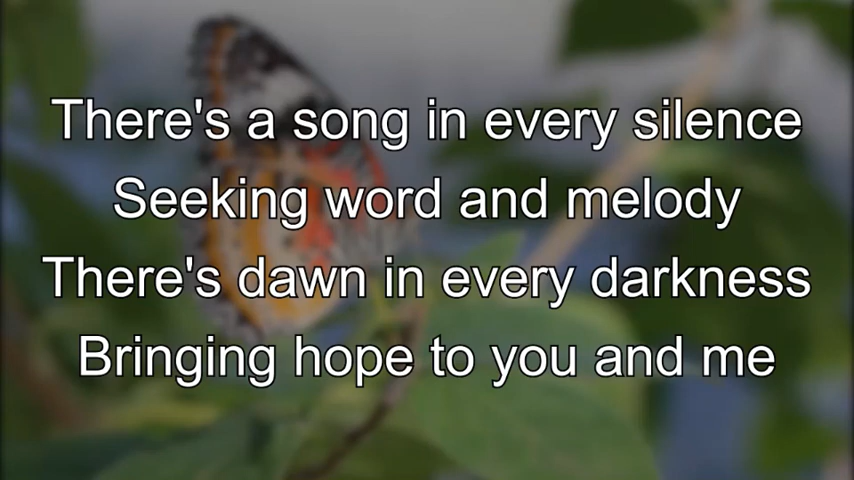 There's a song in every silence
Seeking word and melody
There's dawn in every darkness
Bringing hope to you and me